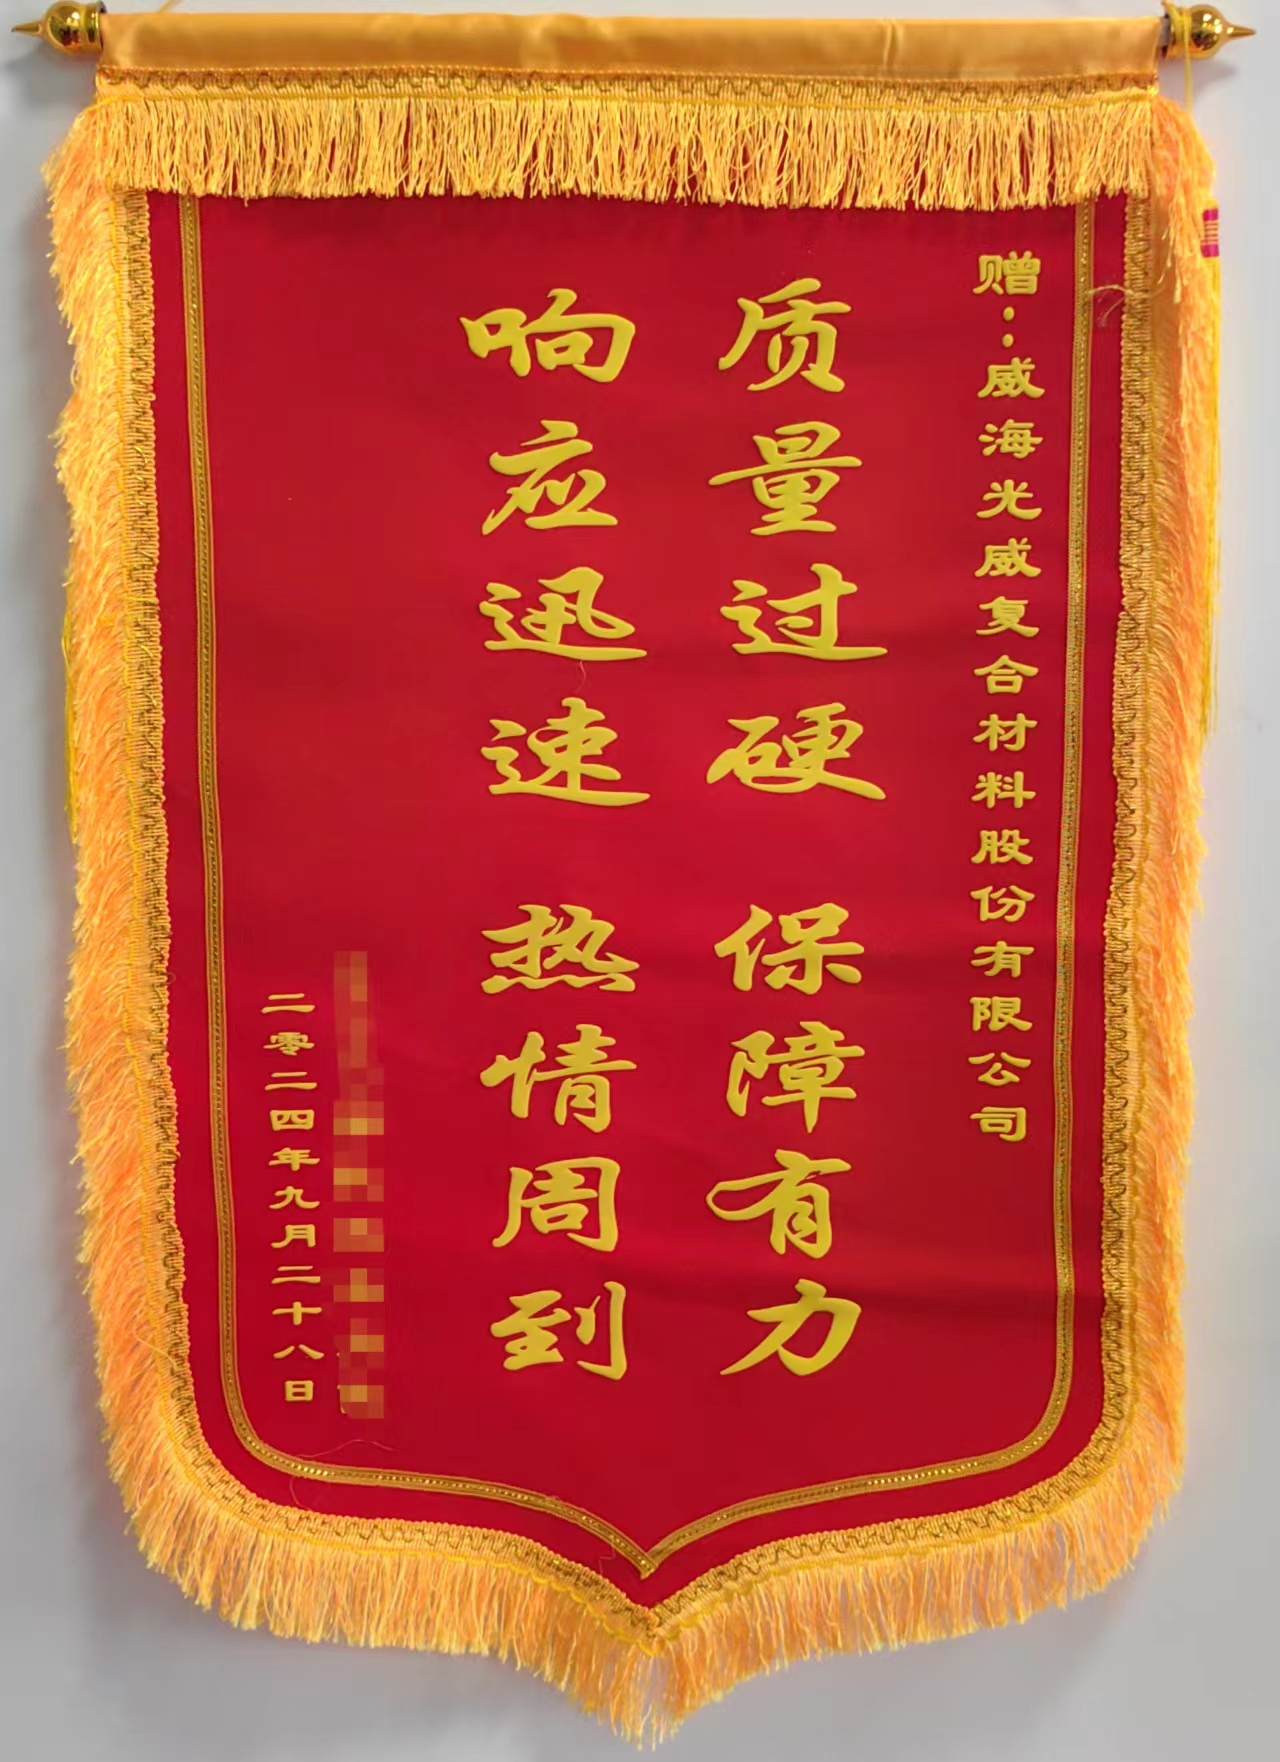 赠：威海光威复合材料股份有限公司
质量过硬 保障有力
响应迅速 热情周到
二零二四年九月二十八日